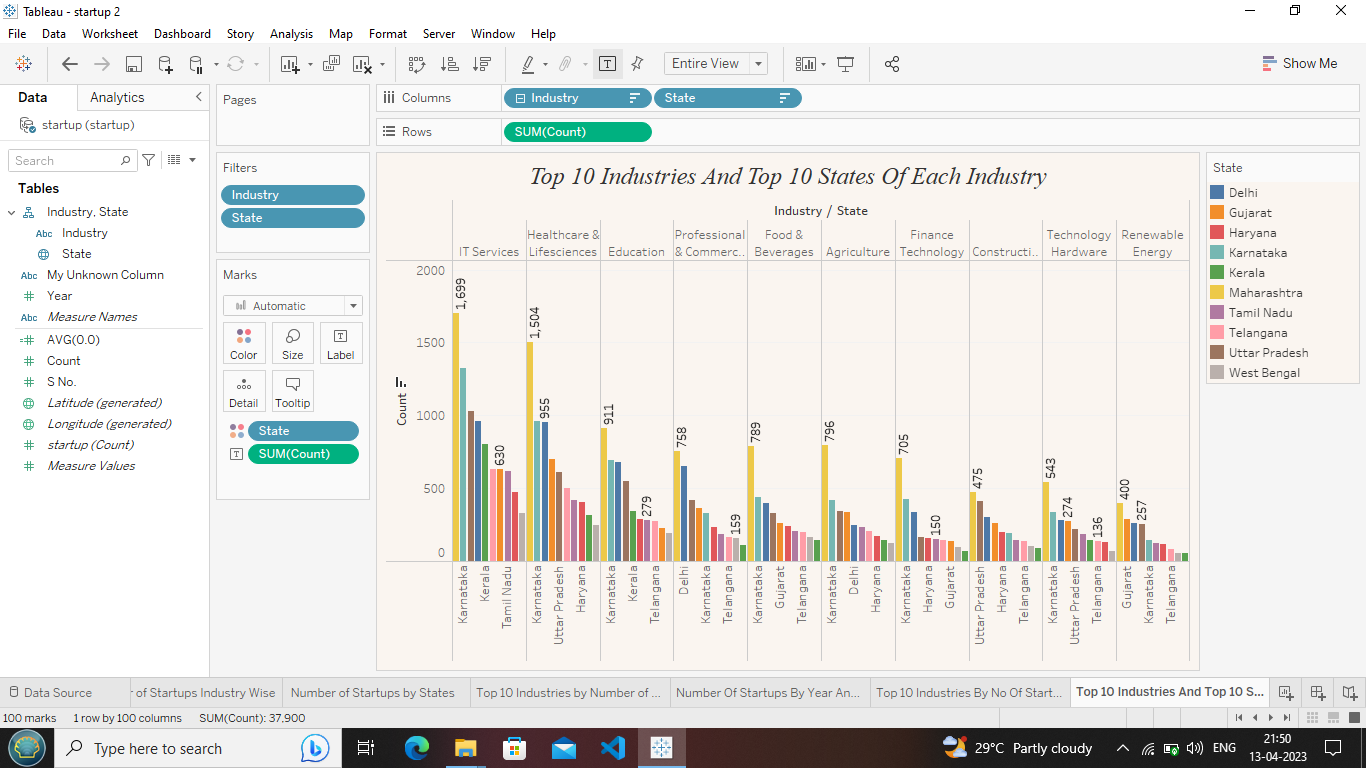 Tableau - startup 2
File Data Worksheet Dashboard Story Analysis Map Format Server Window Help
Entire View
Show Me
Data Analytics
startup (startup)
Search
Tables
Industry, State
Abc Industry
State
Abc My Unknown Column
Year
Abc Measure Names
AVG(0.0)
Count
S No.
Latitude (generated)
Longitude (generated)
startup (Count)
Measure Values
Pages
Filters
Industry
State
Marks
Automatic
Color Size Label
Detail Tooltip
State
SUM(Count)
Columns Industry State
Rows SUM(Count)
Top 10 Industries And Top 10 States Of Each Industry
Industry / State
IT Services
Healthcare &
Lifesciences
Education
Professional
& Commerc..
Food &
Beverages
Agriculture
Finance
Technology
Constructi..
Technology
Hardware
Renewable
Energy
2000
1500
1000
500
0
Count
1,699
630
1,504
955
911
279
758
159
789
796
705
150
475
543
274
136
400
257
Karnataka
Kerala
Tamil Nadu
Karnataka
Uttar Pradesh
Haryana
Karnataka
Kerala
Telangana
Delhi
Karnataka
Telangana
Karnataka
Gujarat
Telangana
Karnataka
Delhi
Haryana
Karnataka
Haryana
Gujarat
Uttar Pradesh
Haryana
Telangana
Karnataka
Uttar Pradesh
Telangana
Gujarat
Karnataka
Telangana
State
Delhi
Gujarat
Haryana
Karnataka
Kerala
Maharashtra
Tamil Nadu
Telangana
Uttar Pradesh
West Bengal
Data Source
r of Startups Industry Wise
Number of Startups by States
Top 10 Industries by Number of ...
Number Of Startups By Year An...
Top 10 Industries By No Of Start...
Top 10 Industries And Top 10 S...
100 marks 1 row by 100 columns SUM(Count): 37,900
Type here to search
29°C Partly cloudy
ENG
21:50
13-04-2023